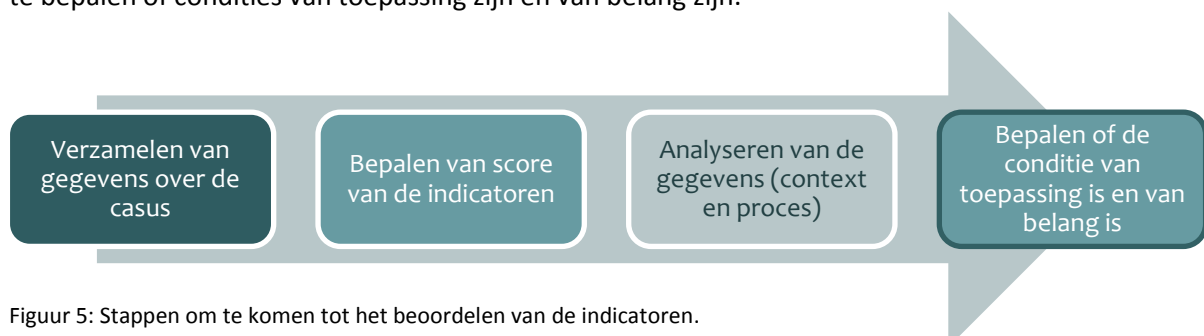 te bepalen of condities van toepassing zijn en van belang zijn.
Verzamelen van
gegevens over de
casus
Bepalen van score
van de indicatoren
Analyseren van de
gegevens (context
en proces)
Bepalen of de
conditie van
toepassing is en van
belang is
Figuur 5: Stappen om te komen tot het beoordelen van de indicatoren.